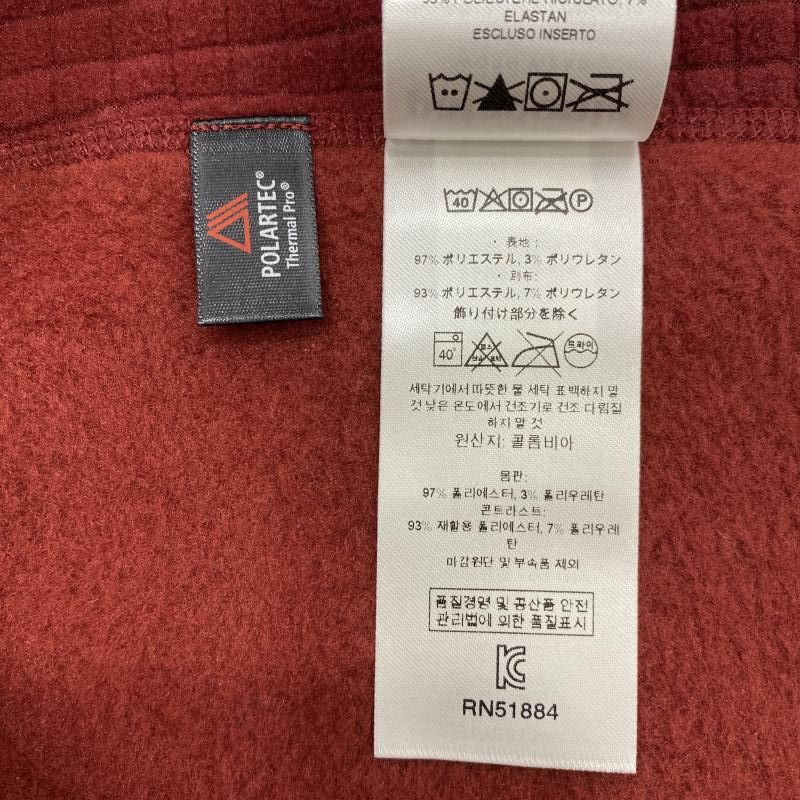 93% POLIESTERE RICICLATO, 7%
ELASTAN
ESCLUSO INSERTO
POLARTEC®
Thermal Pro®
40
P
・ 表地 :
97% ポリエステル, 3% ポリウレタン
・ 別布:
93% ポリエステル, 7% ポリウレタン
飾り付け部分を除く
40°
드라이
세탁기에서 따뜻한 물 세탁 표백하지 말
것 낮은 온도에서 건조기로 건조 다림질
하지 말 것
원산지: 콜롬비아
몸판:
97% 폴리에스터, 3% 폴리우레탄
콘트라스트:
93% 재활용 폴리에스터, 7% 폴리우레
탄
마감원단 및 부속품 제외
품질경영 및 공산품 안전
관리법에 의한 품질표시
RN51884